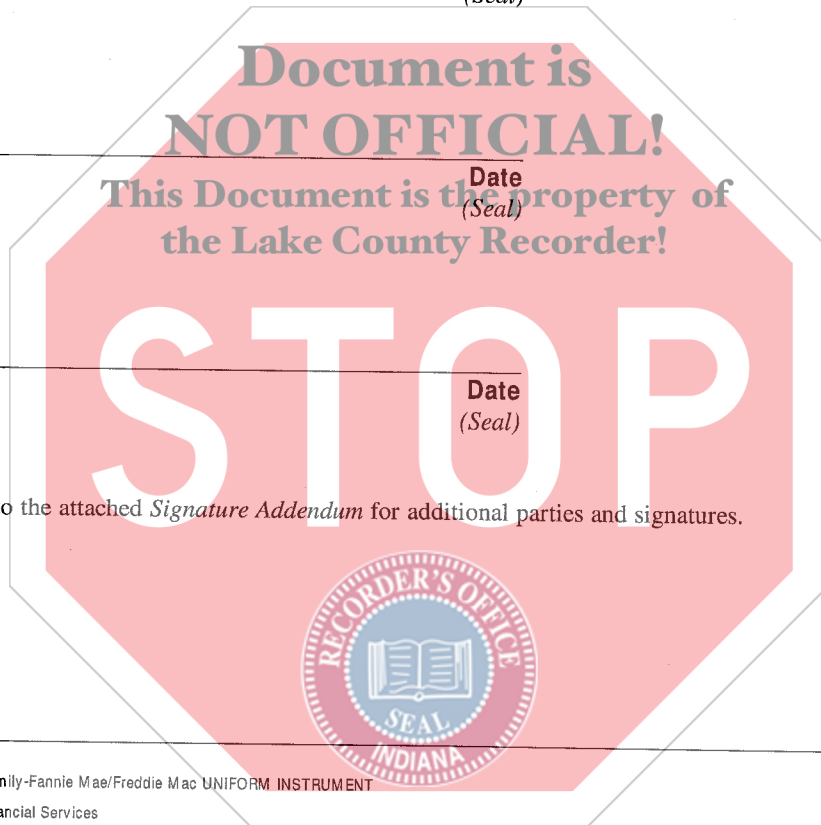 (Seal)
Document is
NOT OFFICIAL!
Date
This Document is the property of
(Seal)
the Lake County Recorder!
STOP
Date
(Seal)
o the attached Signature Addendum for additional parties and signatures.
RECORDER'S OFFICE
SEAL
INDIANA
nily-Fannie Mae/Freddie Mac UNIFORM INSTRUMENT
ancial Services